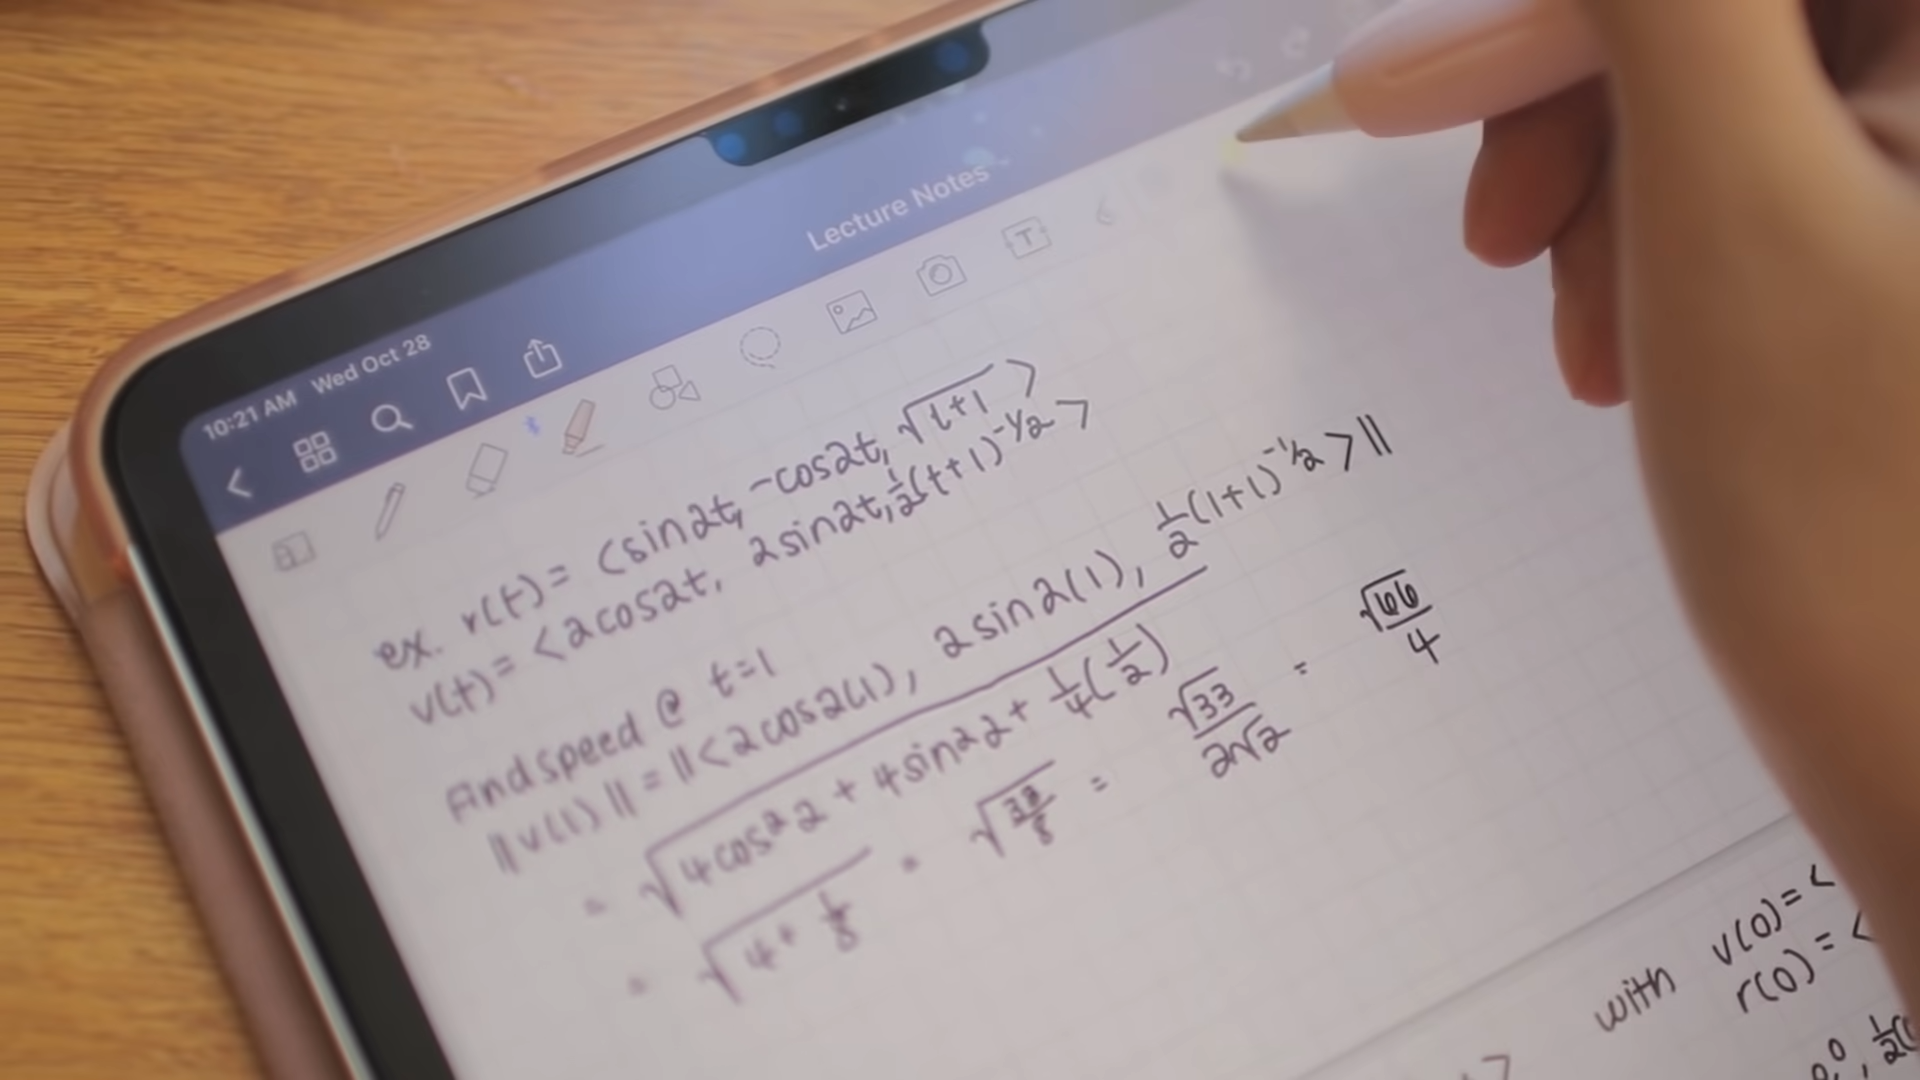 10:21 AM Wed Oct 28
Lecture Notes
T
ex. r(t) = <sin2t, -cos2t, √(t+1)>
v(t) = <2cos2t, 2sin2t, 1/2(t+1)^-1/2>
Find speed @ t=1
||v(1)|| = ||<2cos2(1), 2sin2(1), 1/2(1+1)^-1/2>||
= √(4cos²2 + 4sin²2 + 1/4(1/2))
= √(4+1/8) = √(33/8) = √33/2√2 = √66/4
with v(0)=<
r(0)=<